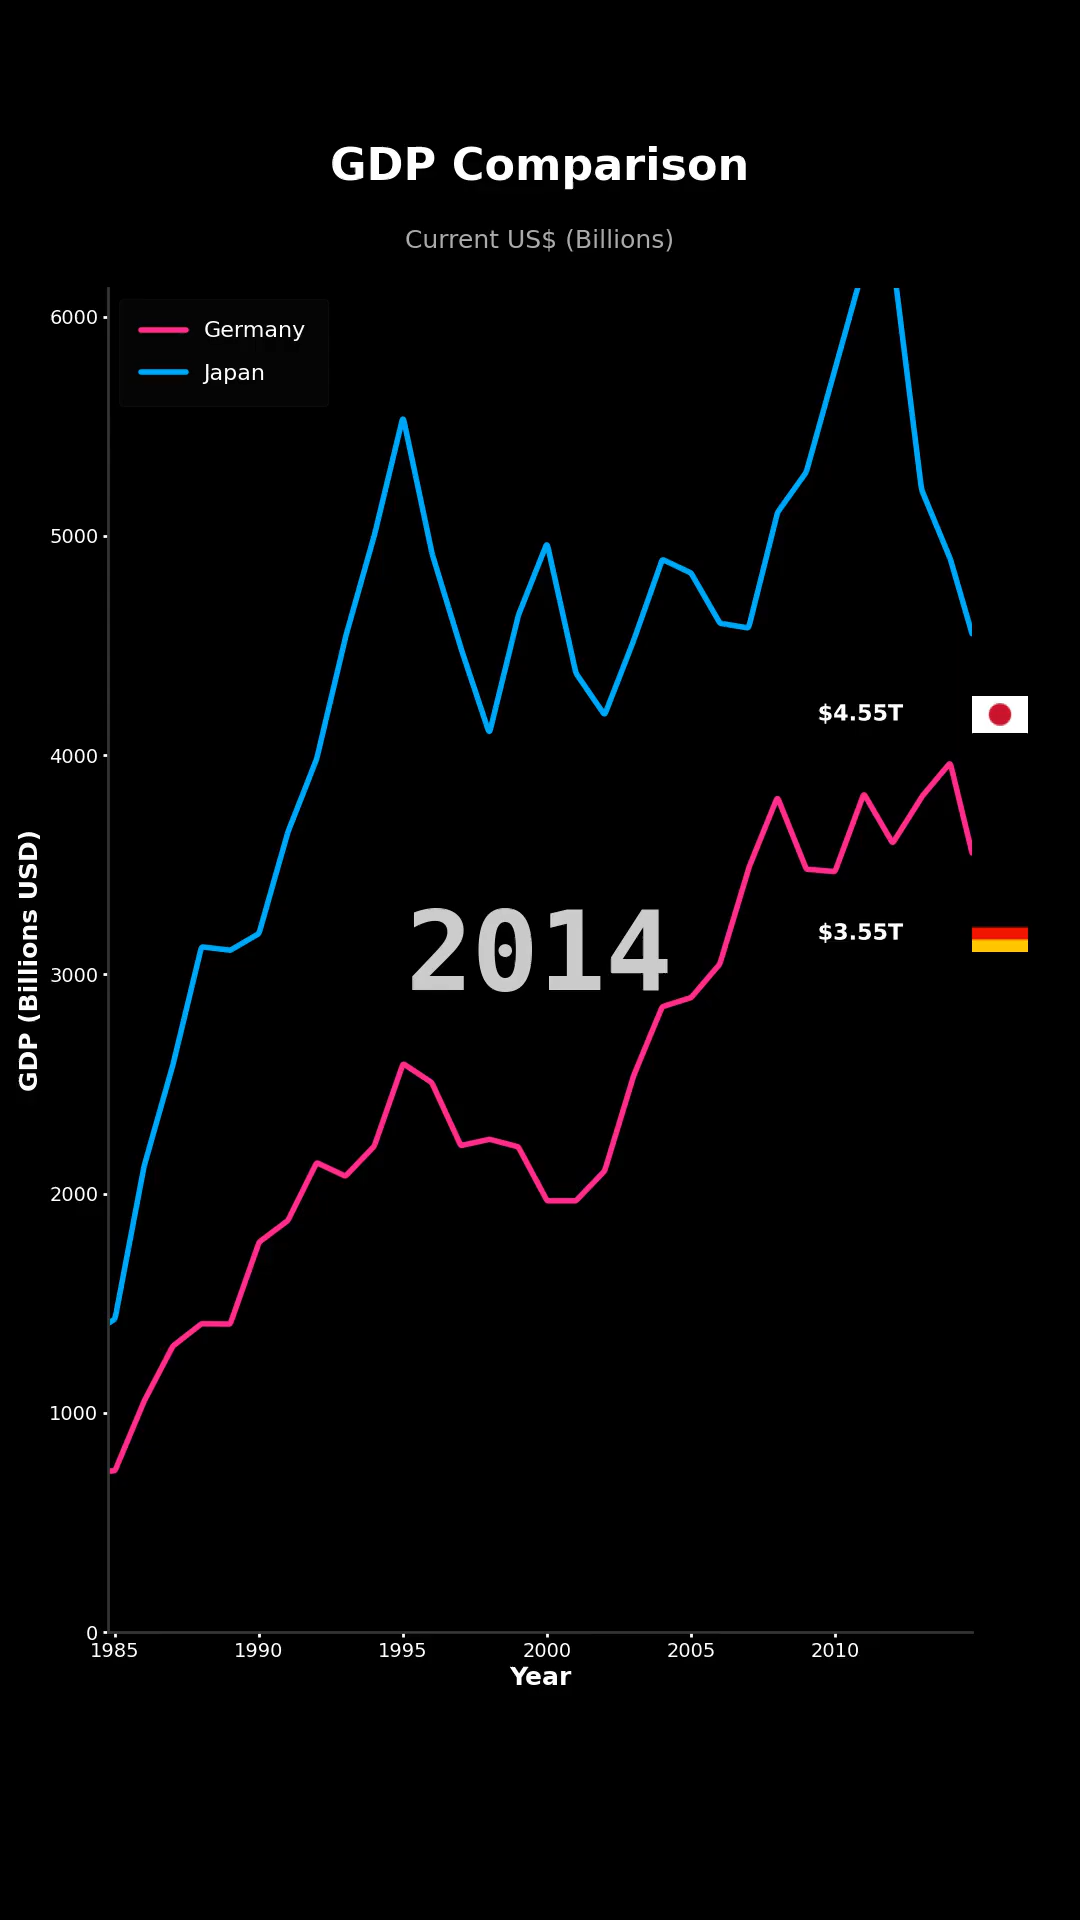 GDP Comparison
Current US$ (Billions)
Germany
Japan
6000
5000
4000
3000
2000
1000
0
GDP (Billions USD)
$4.55T
2014
$3.55T
1985 1990 1995 2000 2005 2010
Year